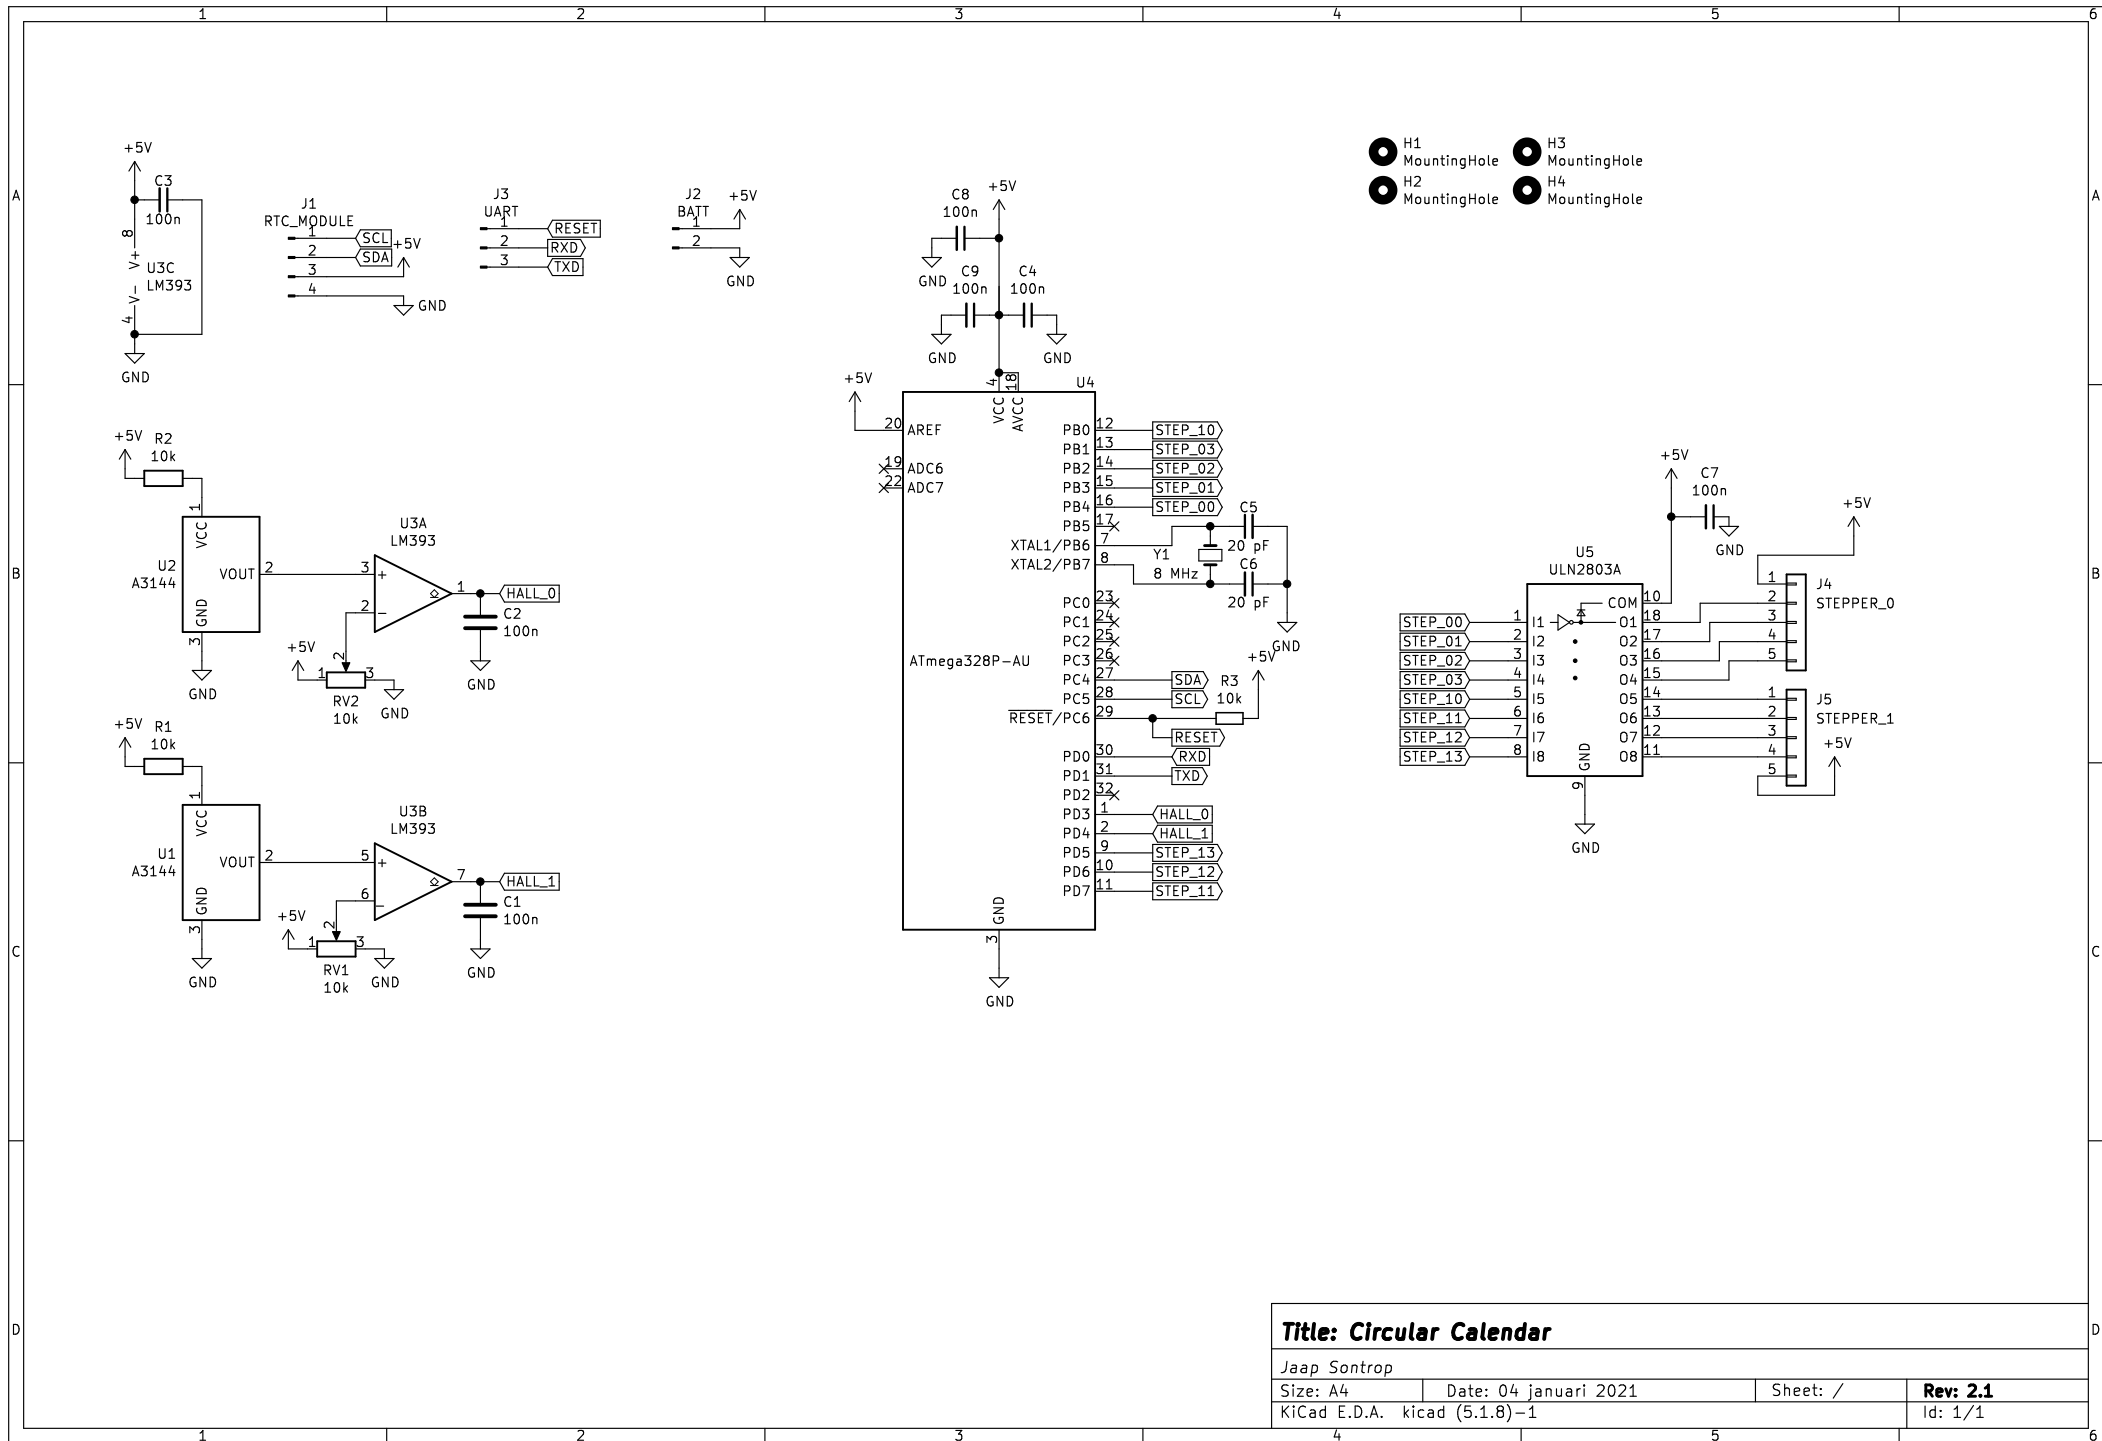 1 2 3 4 5 6
A A
B B
C C
D D
+5V
C3
100n
8
V+
U3C
LM393
V-
4
GND
J1
RTC_MODULE
1 SCL
2 SDA
+5V
3
4
GND
J3
UART
1 RESET
2 RXD
3 TXD
J2
BATT
+5V
1
2
GND
C8
100n
+5V
GND
C9
100n
C4
100n
GND
GND
H1
MountingHole
H3
MountingHole
H2
MountingHole
H4
MountingHole
+5V
R2
10k
1
VCC
U2
A3144
VOUT 2
GND
3
GND
U3A
LM393
3 +
2 -
1
HALL_0
C2
100n
GND
+5V
1 2 3
RV2
10k
GND
+5V
R1
10k
1
VCC
U1
A3144
VOUT 2
GND
3
GND
U3B
LM393
5 +
6 -
7
HALL_1
C1
100n
GND
+5V
1 2 3
RV1
10k
GND
+5V
U4
4 18
VCC AVCC
20 AREF
19 ADC6
22 ADC7
ATmega328P-AU
PB0 12 STEP_10
PB1 13 STEP_03
PB2 14 STEP_02
PB3 15 STEP_01
PB4 16 STEP_00
PB5 17
XTAL1/PB6 7
XTAL2/PB7 8
PC0 23
PC1 24
PC2 25
PC3 26
PC4 27 SDA
PC5 28 SCL
RESET/PC6 29
RESET
PD0 30 RXD
PD1 31 TXD
PD2 32
PD3 1 HALL_0
PD4 2 HALL_1
PD5 9 STEP_13
PD6 10 STEP_12
PD7 11 STEP_11
GND
3
GND
C5
20 pF
Y1
8 MHz
C6
20 pF
GND
+5V
R3
10k
+5V
C7
100n
GND
U5
ULN2803A
STEP_00 1 I1
STEP_01 2 I2
STEP_02 3 I3
STEP_03 4 I4
STEP_10 5 I5
STEP_11 6 I6
STEP_12 7 I7
STEP_13 8 I8
COM 10
O1 18
O2 17
O3 16
O4 15
O5 14
O6 13
O7 12
O8 11
GND
9
GND
+5V
J4
STEPPER_0
1
2
3
4
5
J5
STEPPER_1
+5V
1
2
3
4
5
Title: Circular Calendar
Jaap Sontrop
Size: A4 Date: 04 januari 2021 Sheet: / Rev: 2.1
KiCad E.D.A. kicad (5.1.8)-1 Id: 1/1
1 2 3 4 5 6